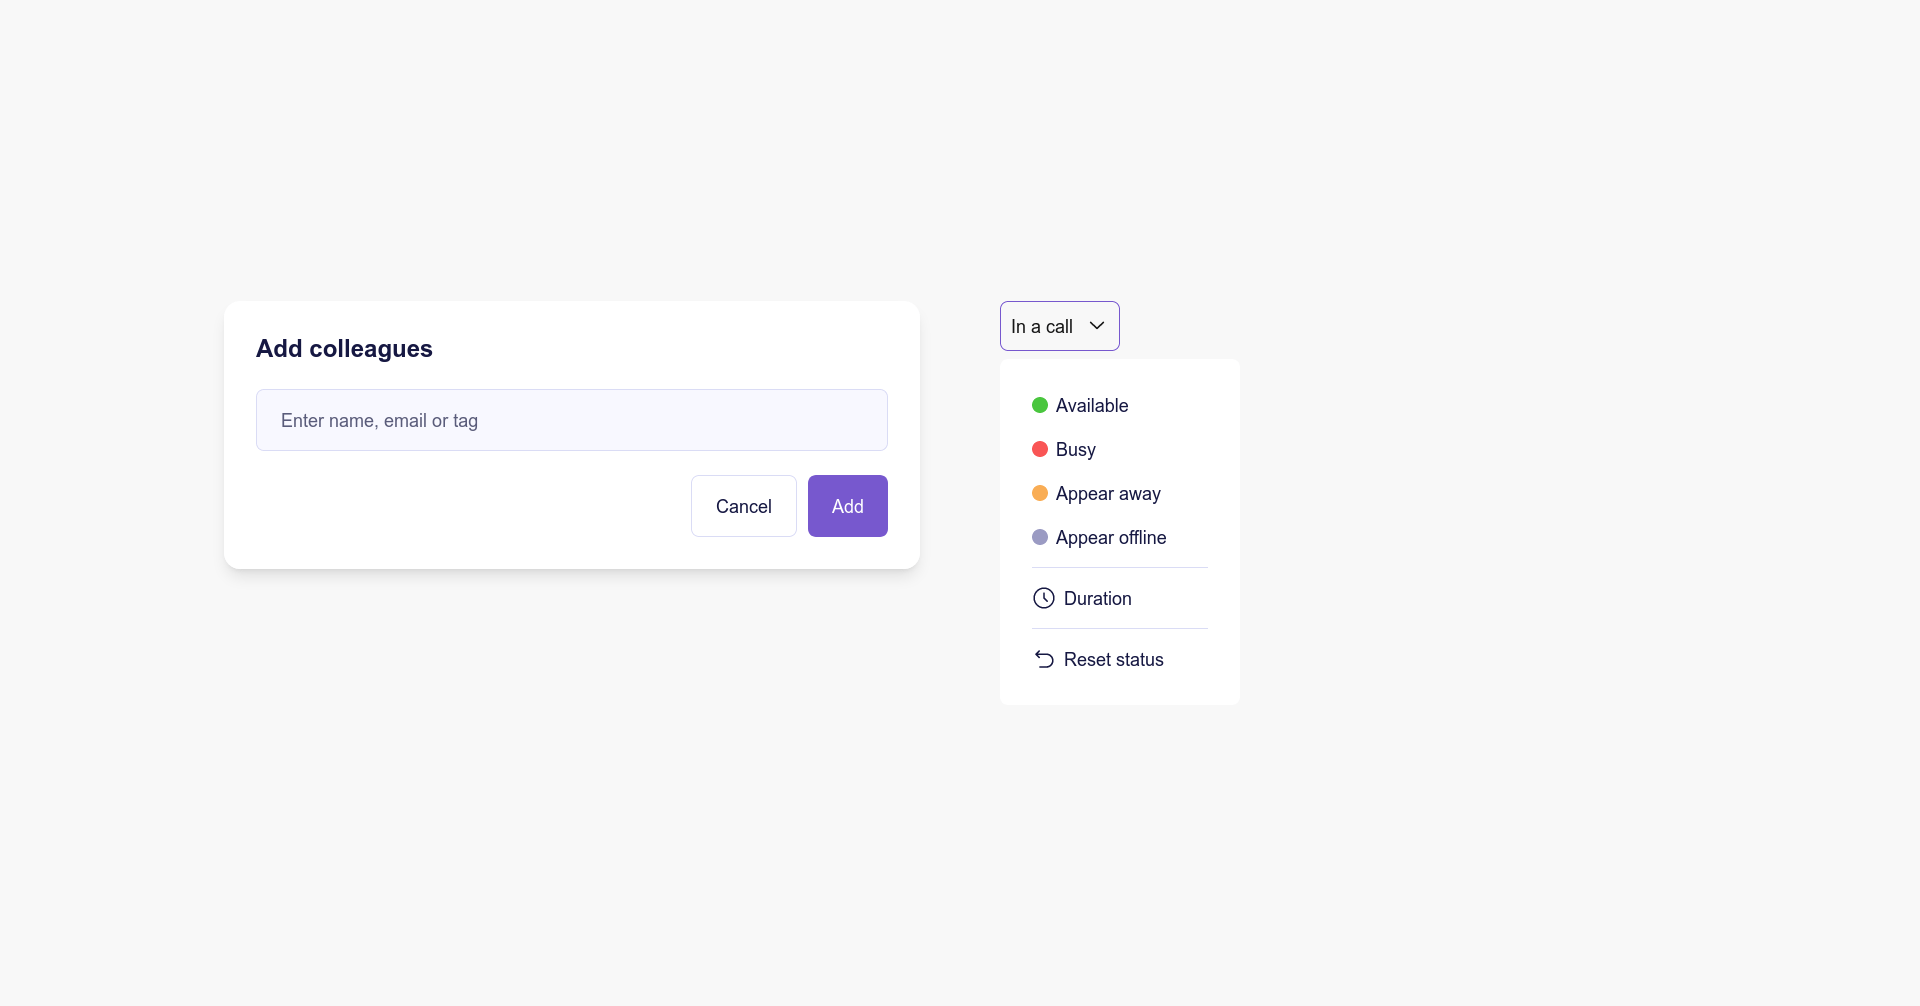 Add colleagues
Enter name, email or tag
Cancel
Add
In a call
Available
Busy
Appear away
Appear offline
Duration
Reset status